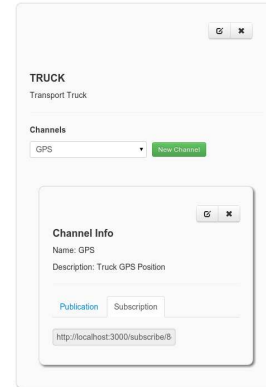 TRUCK
Transport Truck
Channels
GPS
New Channel
Channel Info
Name: GPS
Description: Truck GPS Position
Publication
Subscription
http://localhost:3000/subscribe/8